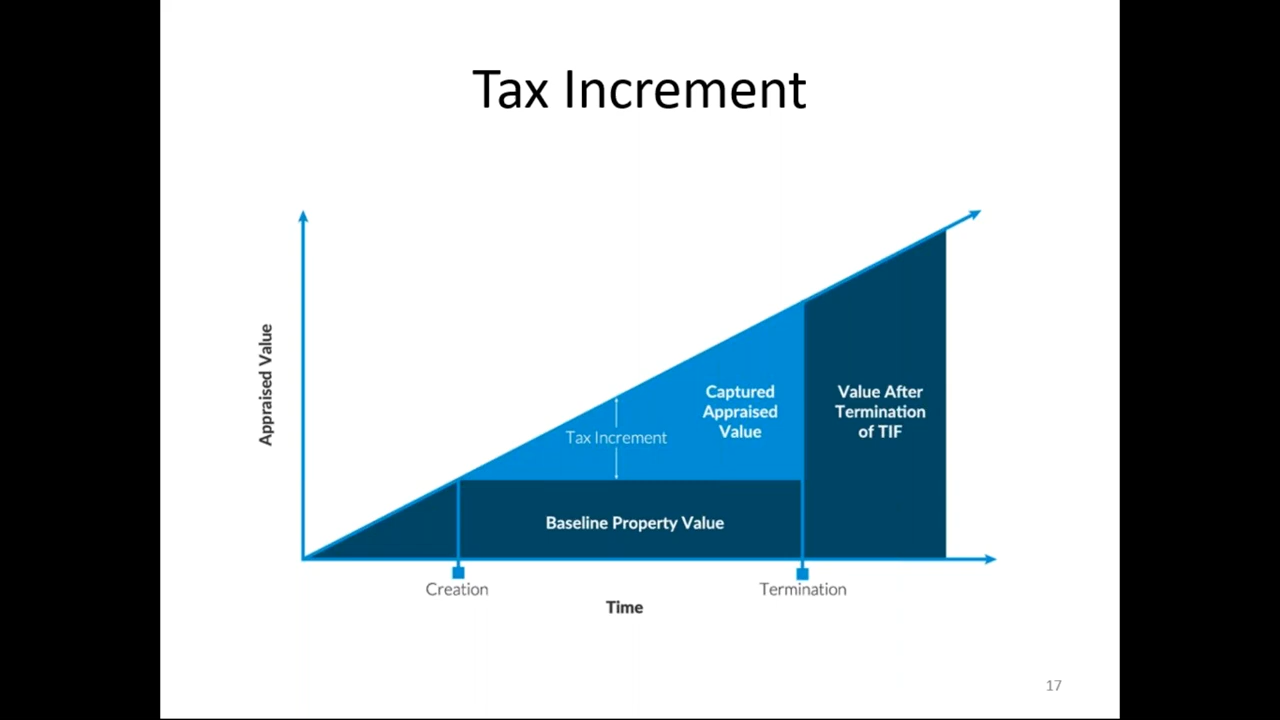 Tax Increment
Appraised Value
Captured
Appraised
Value
Value After
Termination
of TIF
Tax Increment
Baseline Property Value
Creation
Termination
Time
17